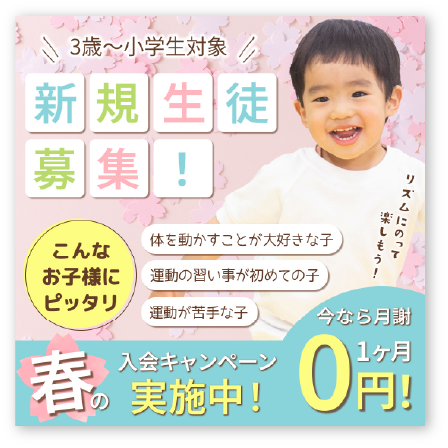 3歳～小学生対象
新規生徒
募集！
リズムにのって
楽しもう！
こんな
お子様に
ピッタリ
体を動かすことが大好きな子
運動の習い事が初めての子
運動が苦手な子
春の
入会キャンペーン
実施中！
今なら月謝
1ヶ月
0円！